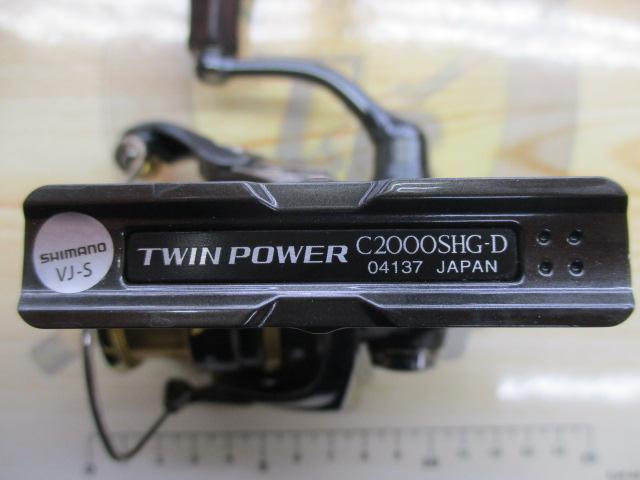 SHIMANO
VJ-S
TWIN POWER C2000SHG-D
04137 JAPAN